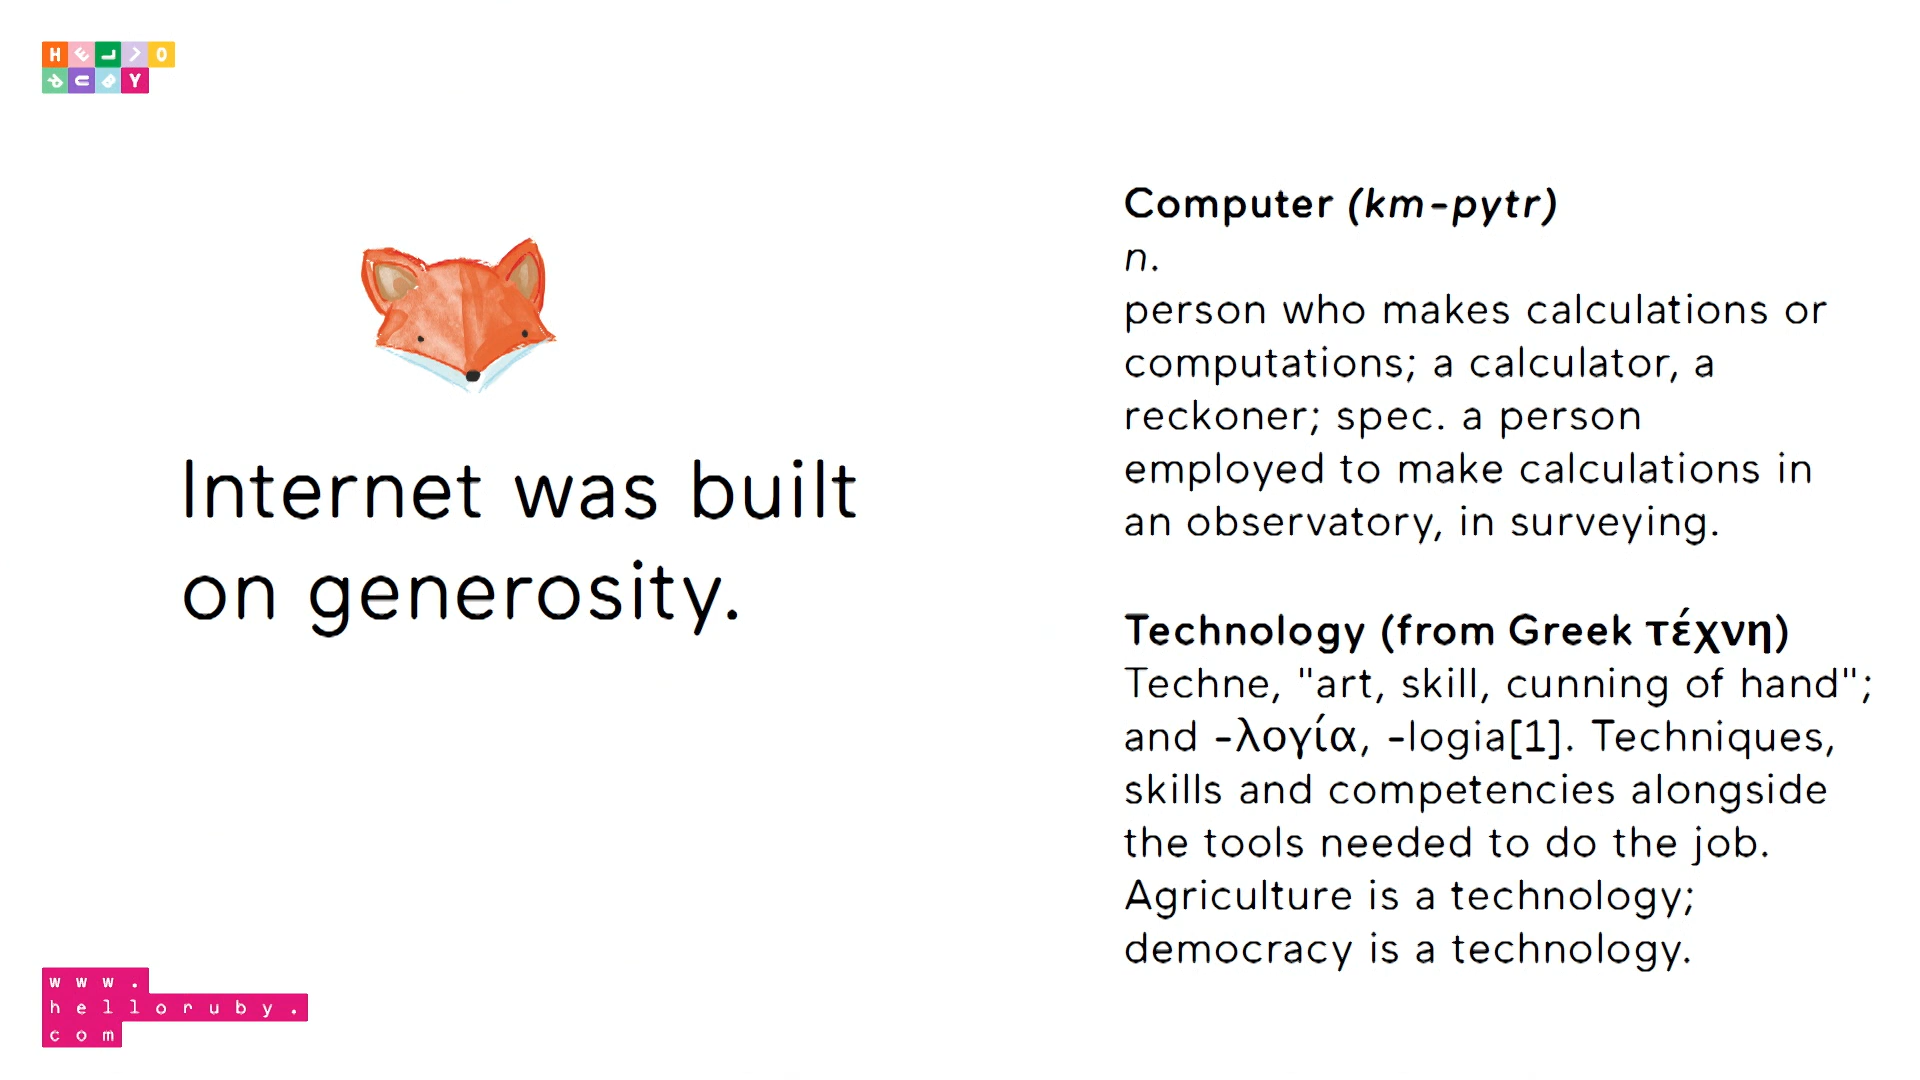 HELLO
RUBY
Internet was built
on generosity.
Computer (km-pytr)
n.
person who makes calculations or
computations; a calculator, a
reckoner; spec. a person
employed to make calculations in
an observatory, in surveying.
Technology (from Greek τέχνη)
Techne, "art, skill, cunning of hand";
and -λογία, -logia[1]. Techniques,
skills and competencies alongside
the tools needed to do the job.
Agriculture is a technology;
democracy is a technology.
www.
helloruby.
com